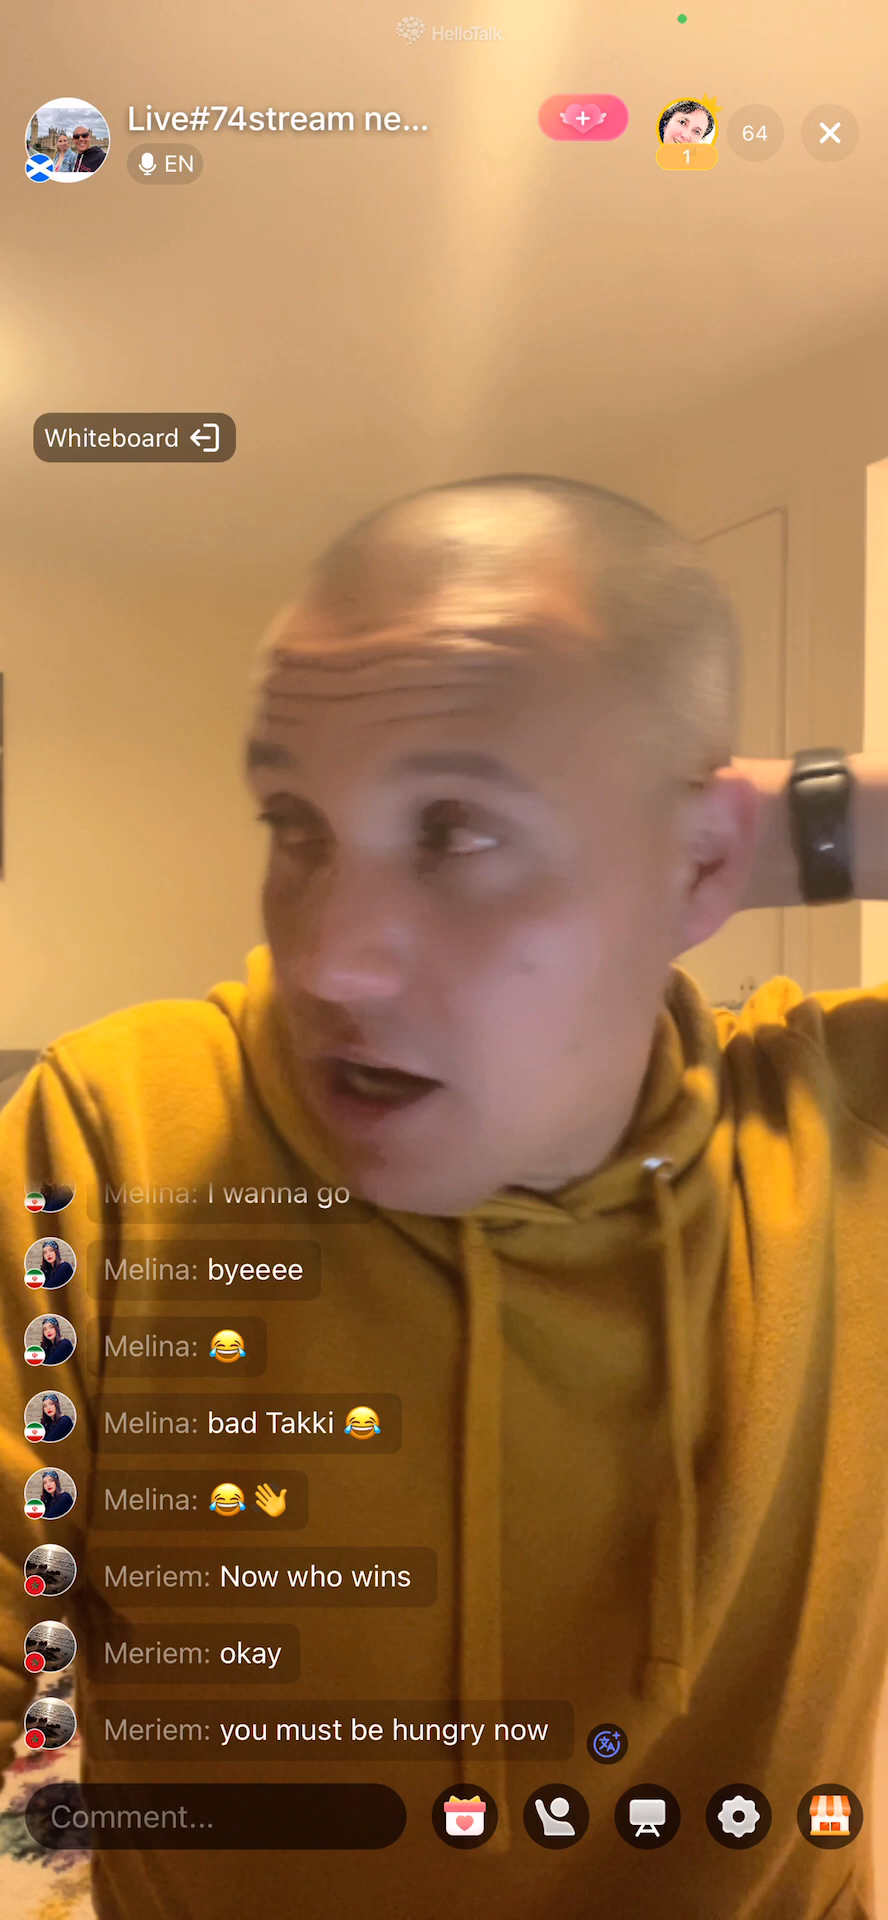 HelloTalk
Live#74stream ne...
EN
1
64
Whiteboard
Melina: I wanna go
Melina: byeeee
Melina: 😂
Melina: bad Takki 😂
Melina: 😂👋
Meriem: Now who wins
Meriem: okay
Meriem: you must be hungry now
Comment...